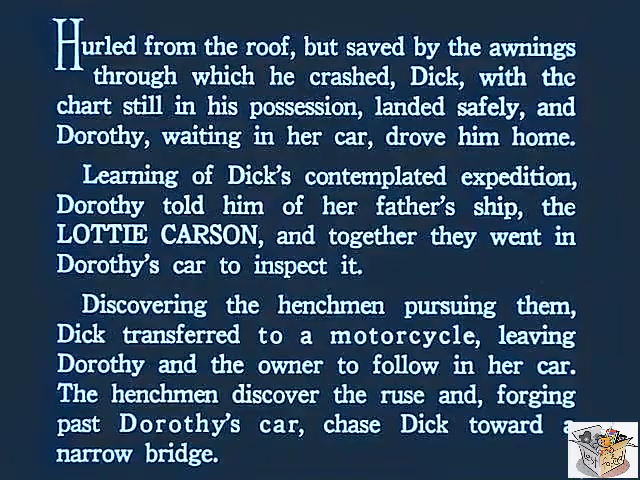 Hurled from the roof, but saved by the awnings
through which he crashed, Dick, with the
chart still in his possession, landed safely, and
Dorothy, waiting in her car, drove him home.
Learning of Dick's contemplated expedition,
Dorothy told him of her father's ship, the
LOTTIE CARSON, and together they went in
Dorothy's car to inspect it.
Discovering the henchmen pursuing them,
Dick transferred to a motorcycle, leaving
Dorothy and the owner to follow in her car.
The henchmen discover the ruse and, forging
past Dorothy's car, chase Dick toward a
narrow bridge.